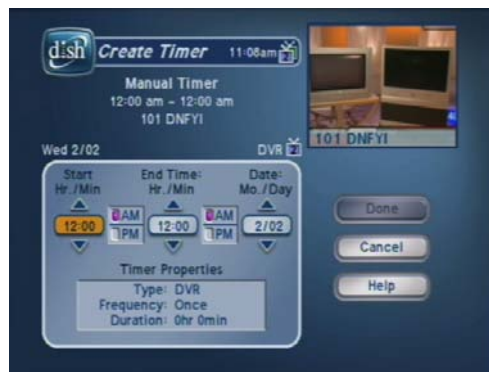 dish Create Timer 11:08am
Manual Timer
12:00 am - 12:00 am
101 DNFYI
101 DNFYI
Wed 2/02 DVR
Start End Time: Date:
Hr./Min Hr./Min Mo./Day
AM AM
12:00 12:00 2/02
PM PM
Done
Cancel
Help
Timer Properties
Type: DVR
Frequency: Once
Duration: 0hr 0min